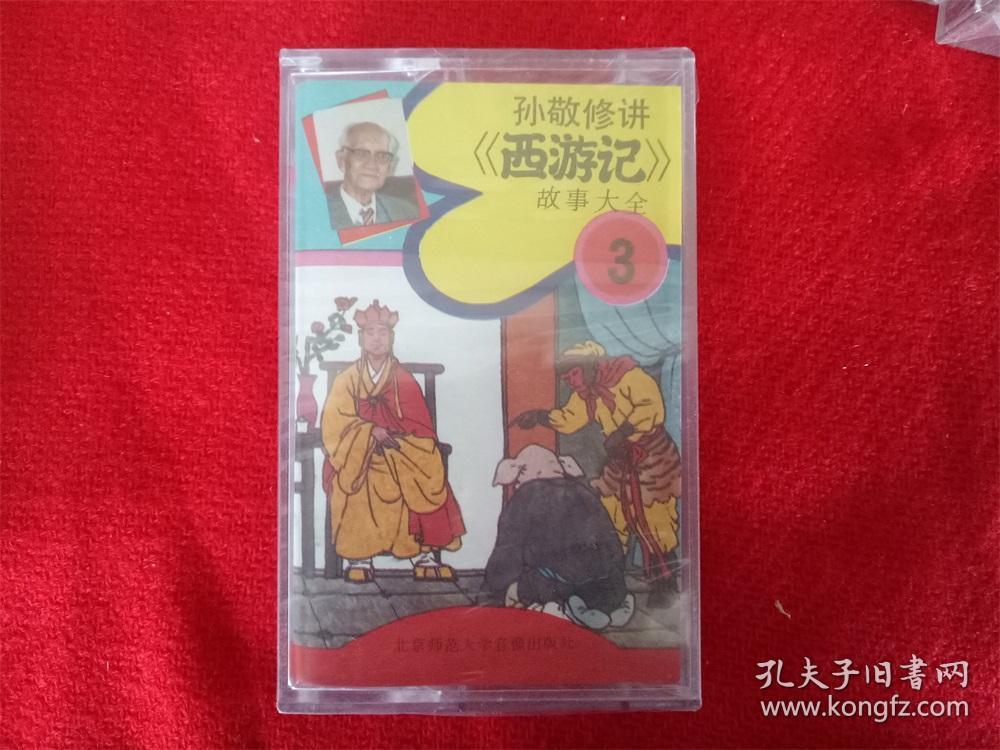 孙敬修讲
《西游记》
故事大全
3
北京师范大学音像出版社
孔夫子旧書网
www.kongfz.com